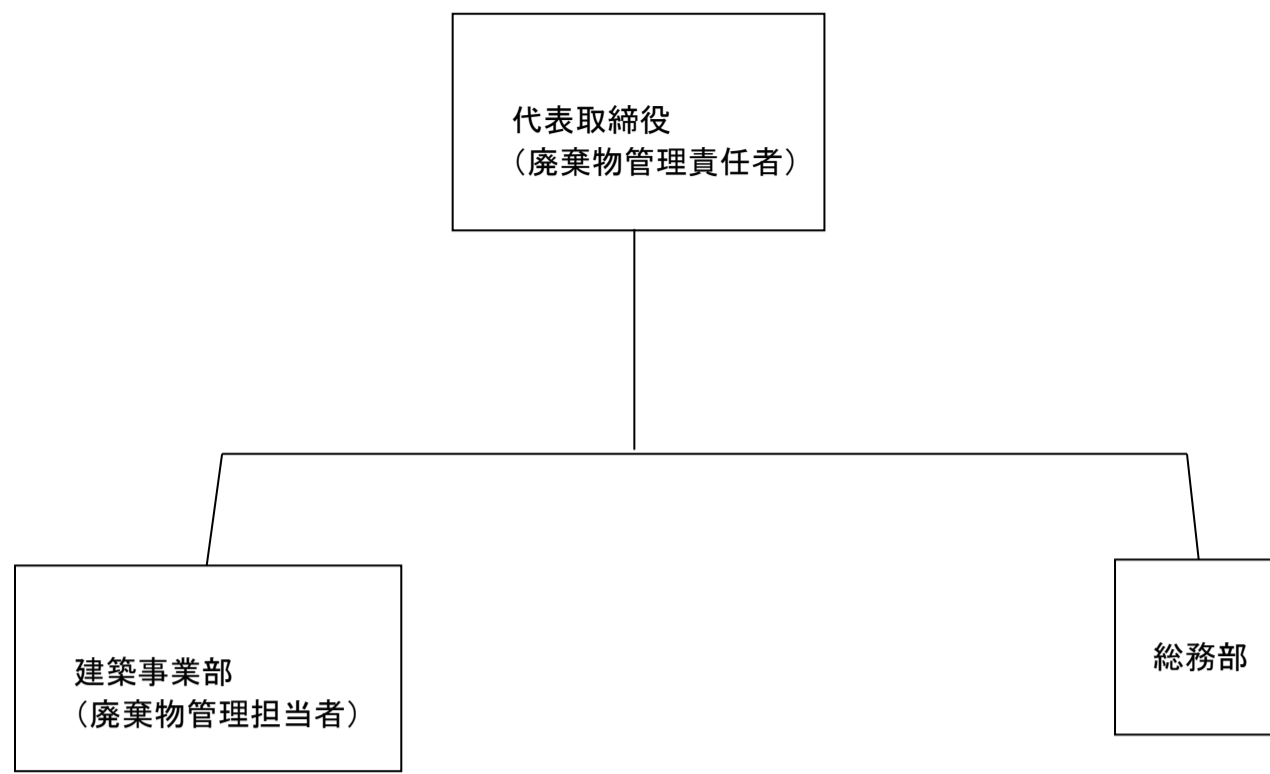 代表取締役
（廃棄物管理責任者）
建築事業部
（廃棄物管理担当者）
総務部